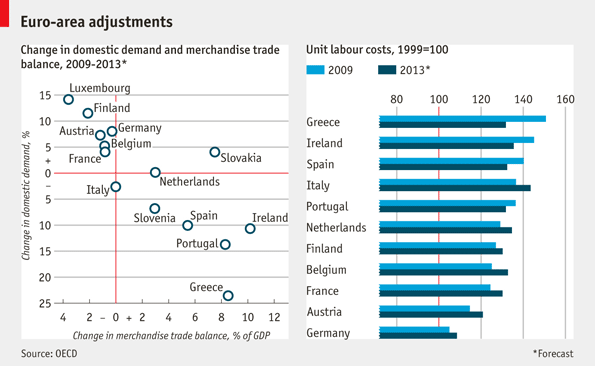 Euro-area adjustments
Change in domestic demand and merchandise trade
balance, 2009-2013*
Change in domestic demand, %
15
10
5
+
0
–
5
10
15
20
25
Luxembourg
Finland
Austria
Germany
Belgium
France
Slovakia
Netherlands
Italy
Slovenia
Spain
Ireland
Portugal
Greece
4 2 – 0 + 2 4 6 8 10 12
Change in merchandise trade balance, % of GDP
Unit labour costs, 1999=100
2009 2013*
80 100 120 140 160
Greece
Ireland
Spain
Italy
Portugal
Netherlands
Finland
Belgium
France
Austria
Germany
Source: OECD
*Forecast